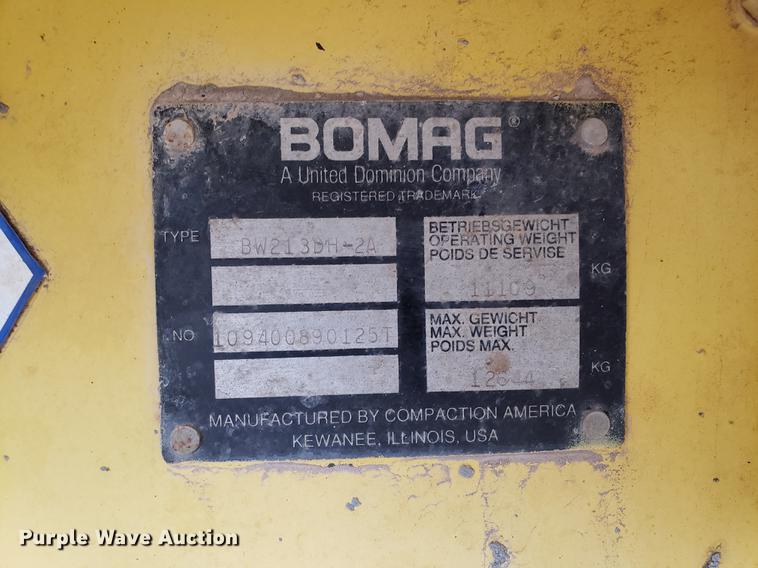 BOMAG®
A United Dominion Company
REGISTERED TRADEMARK
TYPE BW213DH-2A
BETRIEBSGEWICHT
OPERATING WEIGHT
POIDS DE SERVISE
11109 KG
NO 109400890125T
MAX. GEWICHT
MAX. WEIGHT
POIDS MAX.
KG
MANUFACTURED BY COMPACTION AMERICA
KEWANEE, ILLINOIS, USA
Purple Wave Auction